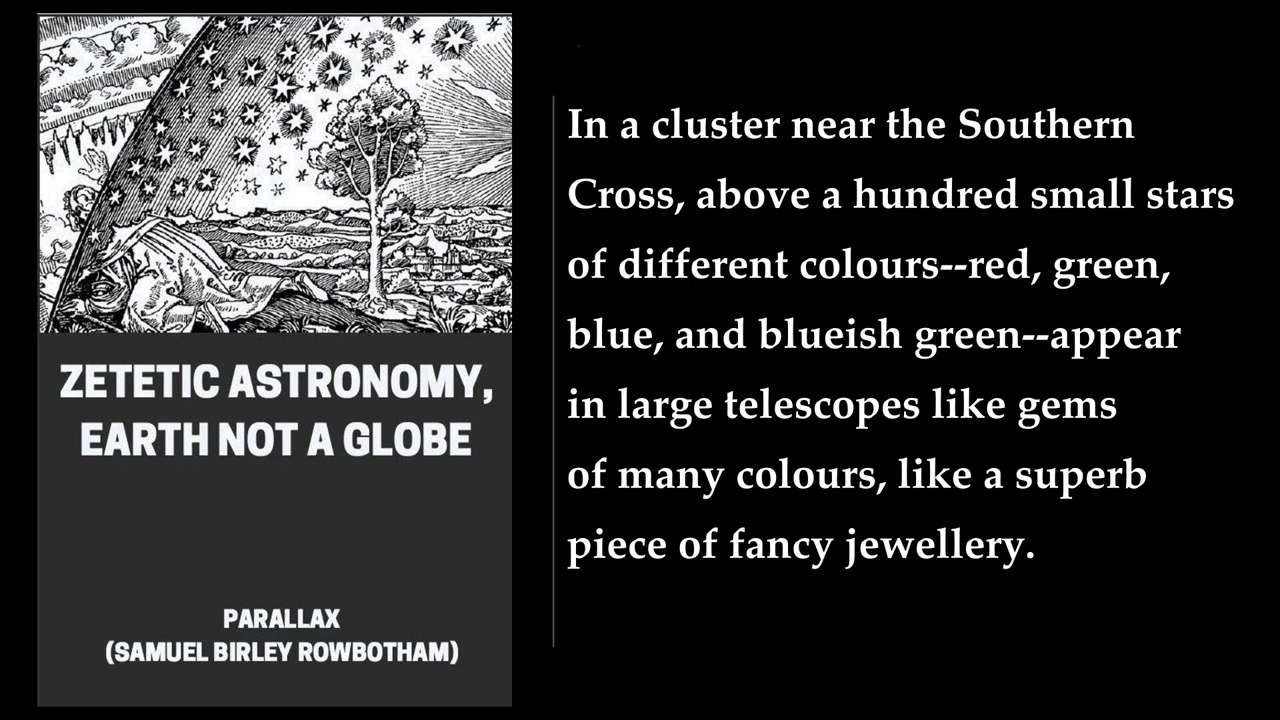 ZETETIC ASTRONOMY,
EARTH NOT A GLOBE
PARALLAX
(SAMUEL BIRLEY ROWBOTHAM)
In a cluster near the Southern
Cross, above a hundred small stars
of different colours--red, green,
blue, and blueish green--appear
in large telescopes like gems
of many colours, like a superb
piece of fancy jewellery.